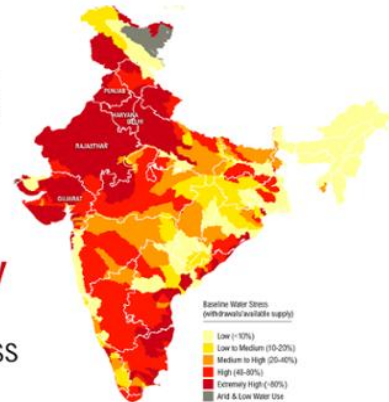 PUNJAB
HARYANA
DELHI
RAJASTHAN
GUJARAT
Y
SS
Baseline Water Stress
(withdrawals/available supply)
Low (<10%)
Low to Medium (10-20%)
Medium to High (20-40%)
High (40-80%)
Extremely High (>80%)
Arid & Low Water Use